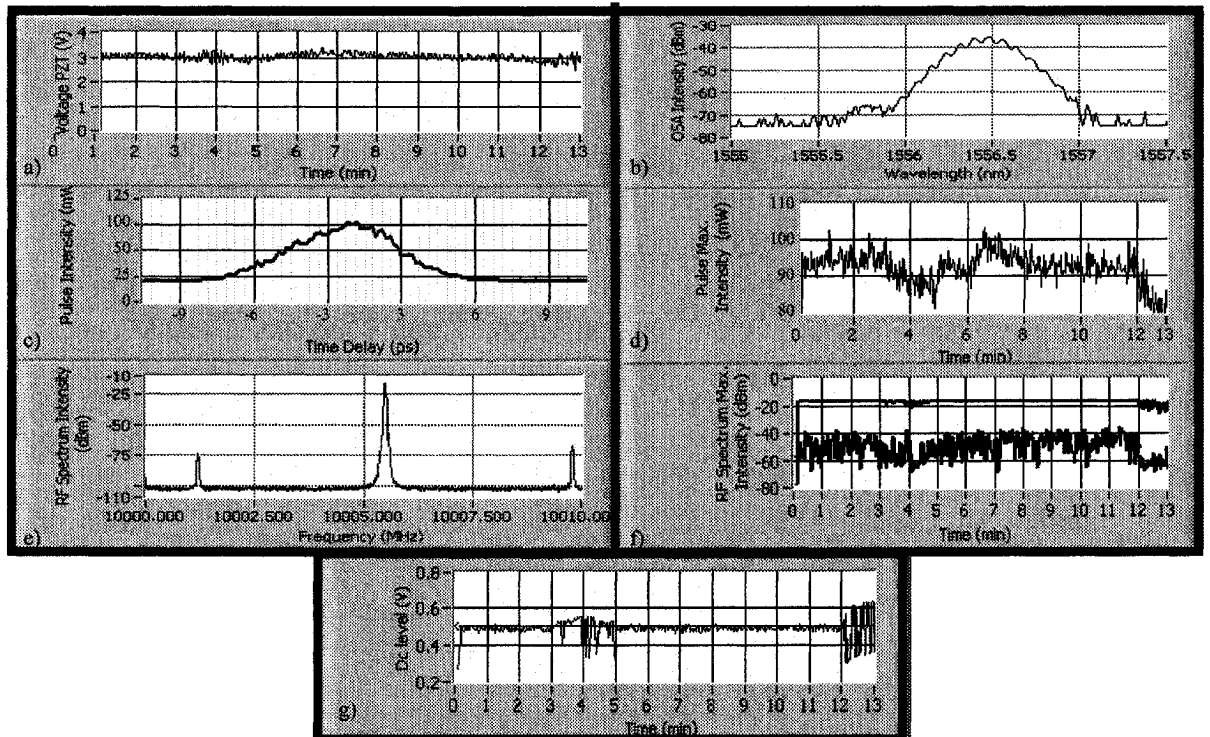 Voltage PZT (V)
4
3
2
1
0
0 1 2 3 4 5 6 7 8 9 10 11 12 13
a)
Time (min)
OSA Intensity (dBm)
-30
-40
-50
-60
-70
-80
1555.5 1556 1556.5 1557 1557.5
b)
Wavelength (nm)
Pulse Intensity (mW)
125
100
50
25
0
-3 3 9
c)
Time Delay (ps)
Pulse Max.
Intensity (mW)
110
100
90
80
0 2 4 6 8 10 12 13
d)
Time (min)
RF Spectrum Intensity
(dBm)
-10
-25
-50
-75
-110
10000.000 10002.500 10005.000 10007.500 10010.00
e)
Frequency (MHz)
RF Spectrum Max.
Intensity (dBm)
0
-20
-40
-60
-80
0 1 2 3 4 5 6 7 8 9 10 11 12 13
f)
Time (min)
Dc level (V)
0.8
0.6
0.4
0.2
0 1 2 3 4 5 6 7 8 9 10 11 12 13
g)
Time (min)